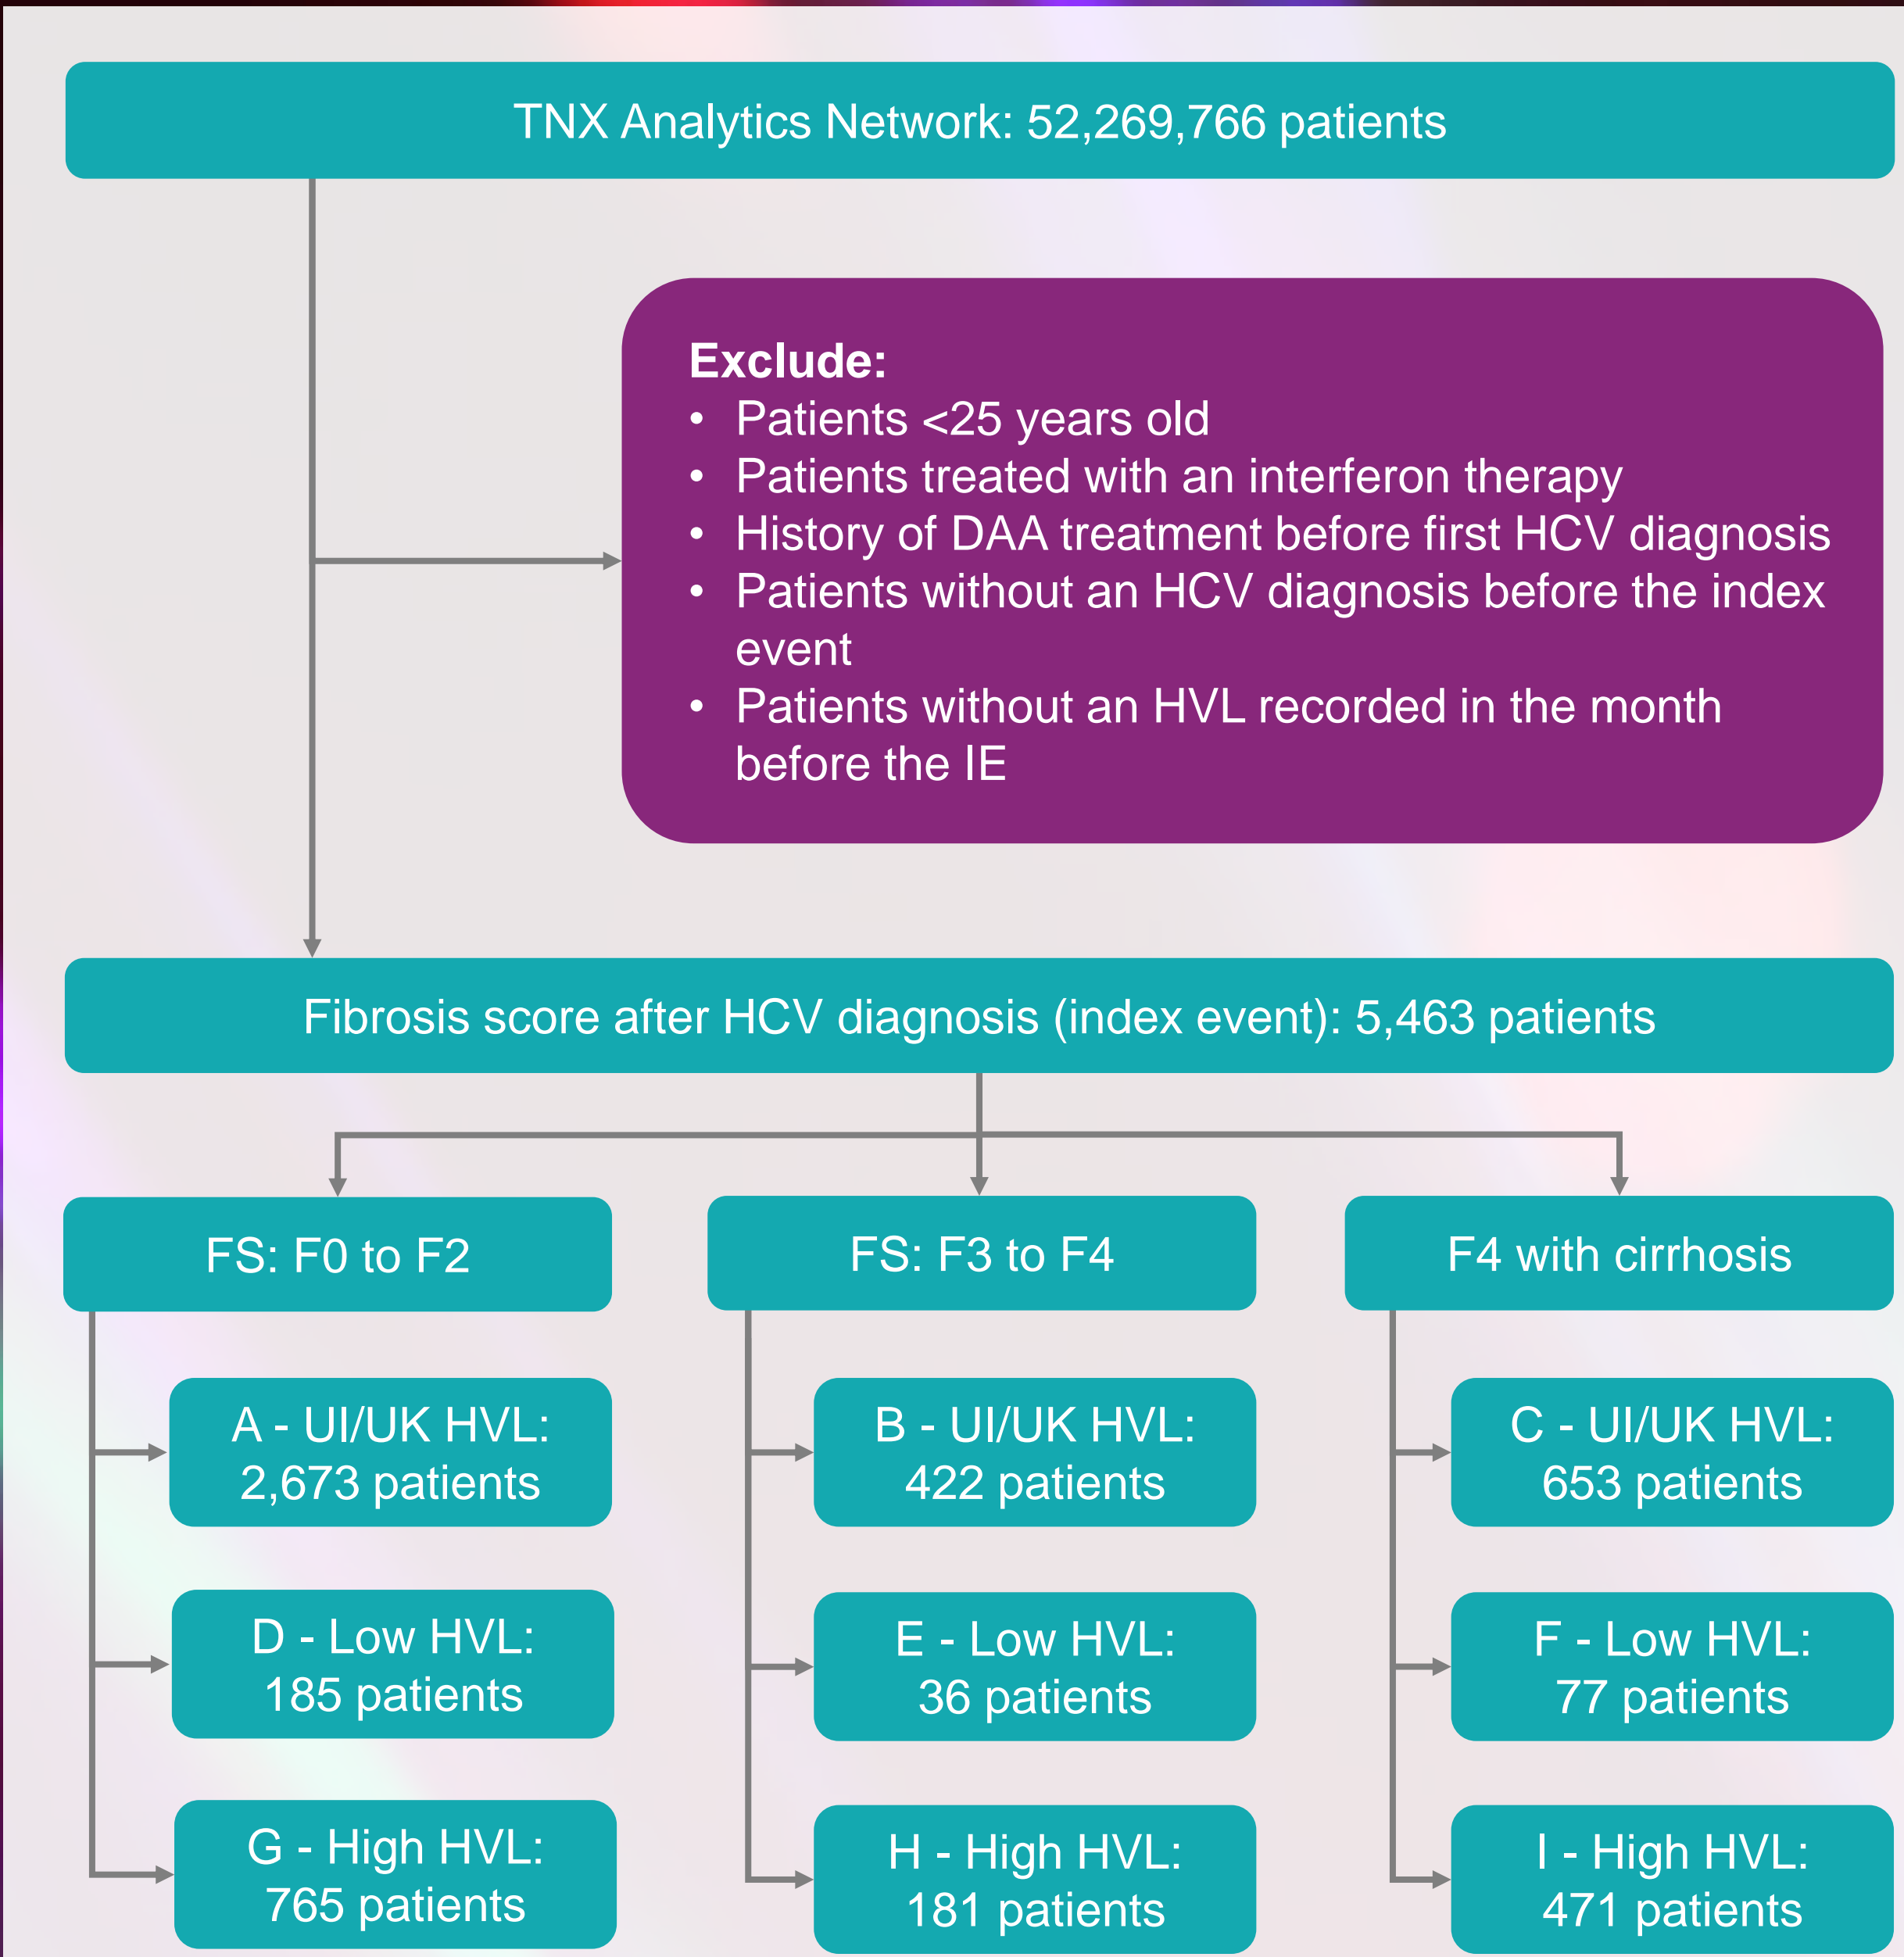 TNX Analytics Network: 52,269,766 patients
Exclude:
• Patients <25 years old
• Patients treated with an interferon therapy
• History of DAA treatment before first HCV diagnosis
• Patients without an HCV diagnosis before the index
event
• Patients without an HVL recorded in the month
before the IE
Fibrosis score after HCV diagnosis (index event): 5,463 patients
FS: F0 to F2
FS: F3 to F4
F4 with cirrhosis
A - UI/UK HVL:
2,673 patients
B - UI/UK HVL:
422 patients
C - UI/UK HVL:
653 patients
D - Low HVL:
185 patients
E - Low HVL:
36 patients
F - Low HVL:
77 patients
G - High HVL:
765 patients
H - High HVL:
181 patients
I - High HVL:
471 patients